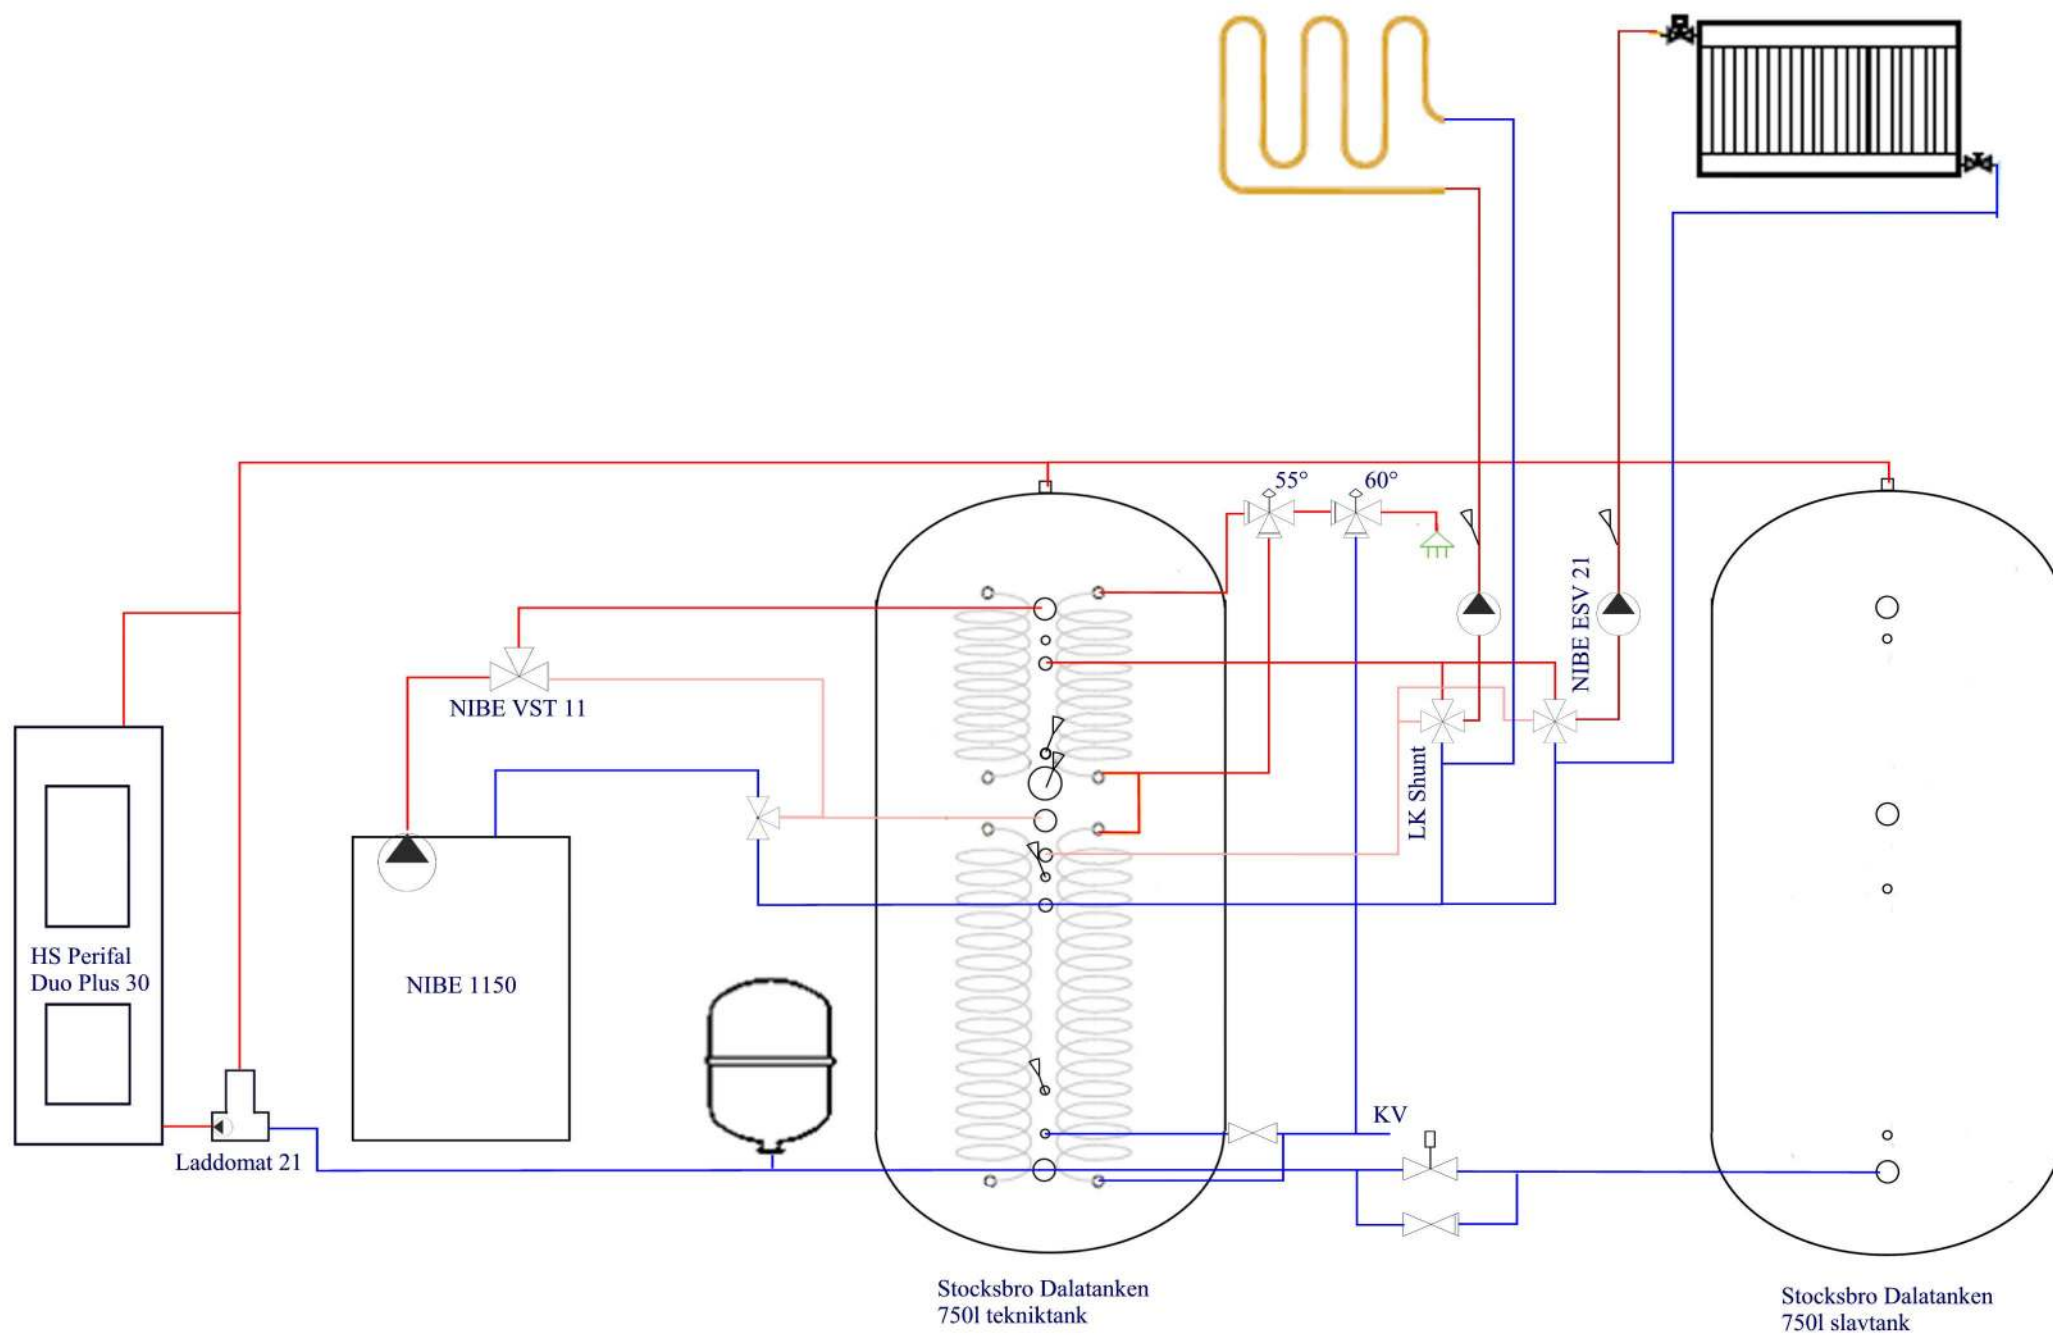 55°
60°
NIBE ESV 21
NIBE VST 11
LK Shunt
HS Perifal
Duo Plus 30
NIBE 1150
KV
Laddomat 21
Stocksbro Dalatanken
750l tekniktank
Stocksbro Dalatanken
750l slavtank